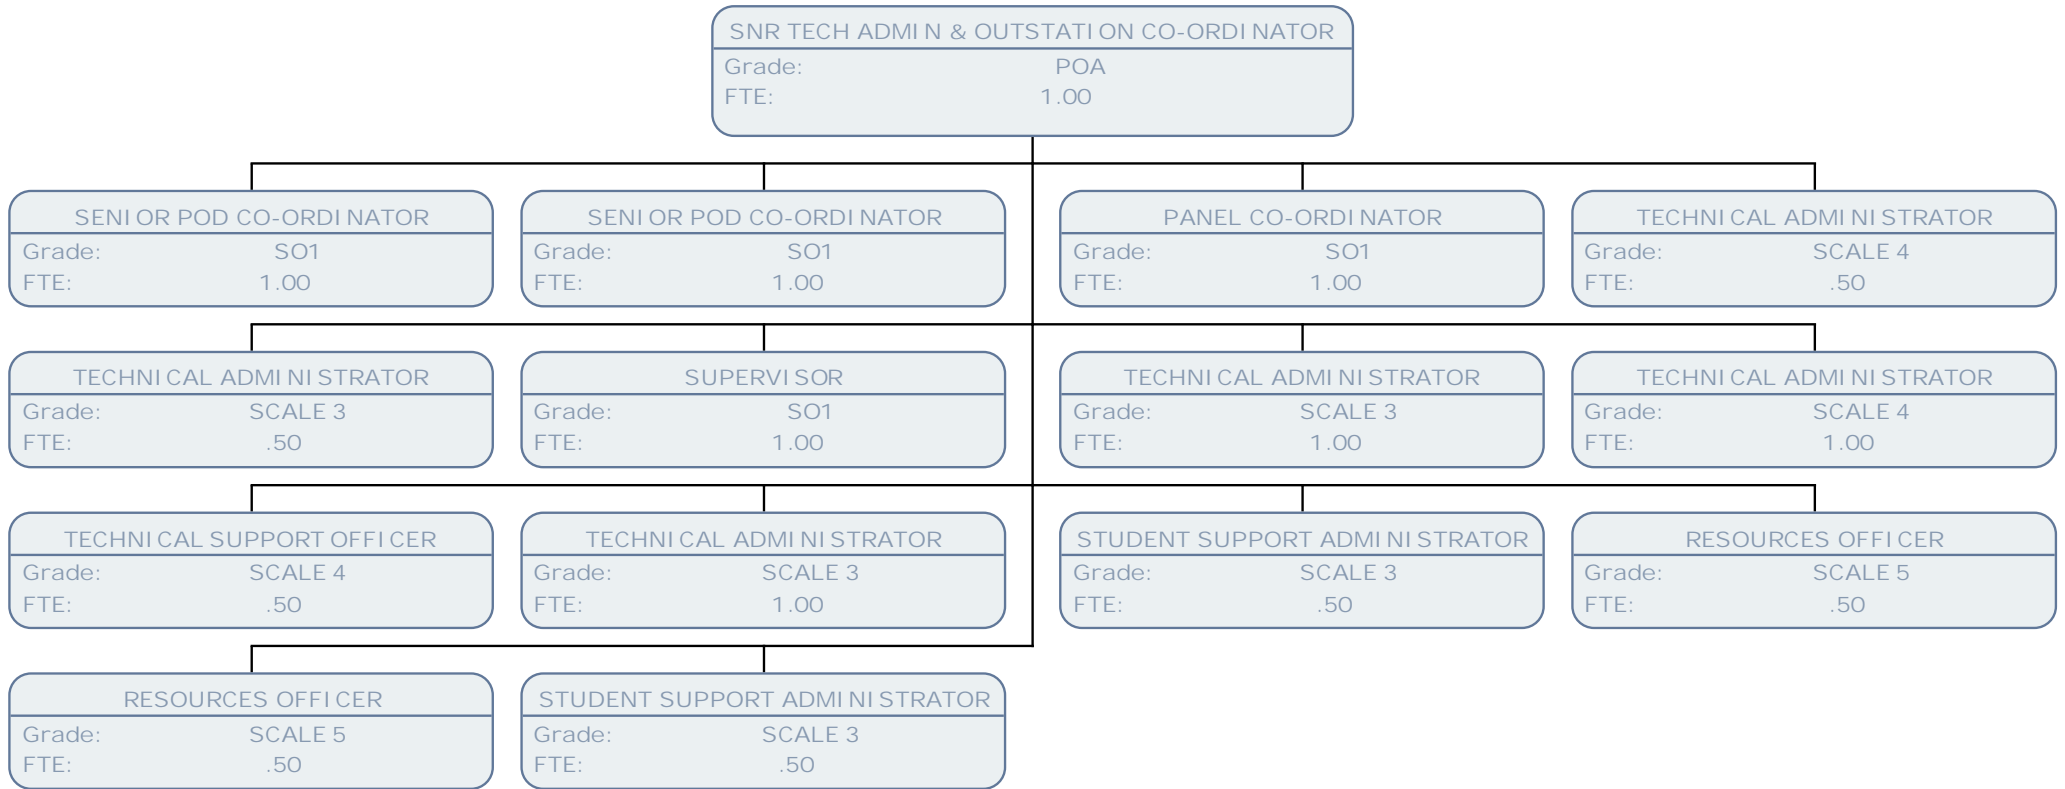 SNR TECH ADMIN & OUTSTATION CO-ORDINATOR
Grade: POA
FTE: 1.00
SENIOR POD CO-ORDINATOR
Grade: SO1
FTE: 1.00
SENIOR POD CO-ORDINATOR
Grade: SO1
FTE: 1.00
PANEL CO-ORDINATOR
Grade: SO1
FTE: 1.00
TECHNICAL ADMINISTRATOR
Grade: SCALE 4
FTE: .50
TECHNICAL ADMINISTRATOR
Grade: SCALE 3
FTE: .50
SUPERVISOR
Grade: SO1
FTE: 1.00
TECHNICAL ADMINISTRATOR
Grade: SCALE 3
FTE: 1.00
TECHNICAL ADMINISTRATOR
Grade: SCALE 4
FTE: 1.00
TECHNICAL SUPPORT OFFICER
Grade: SCALE 4
FTE: .50
TECHNICAL ADMINISTRATOR
Grade: SCALE 3
FTE: 1.00
STUDENT SUPPORT ADMINISTRATOR
Grade: SCALE 3
FTE: .50
RESOURCES OFFICER
Grade: SCALE 5
FTE: .50
RESOURCES OFFICER
Grade: SCALE 5
FTE: .50
STUDENT SUPPORT ADMINISTRATOR
Grade: SCALE 3
FTE: .50